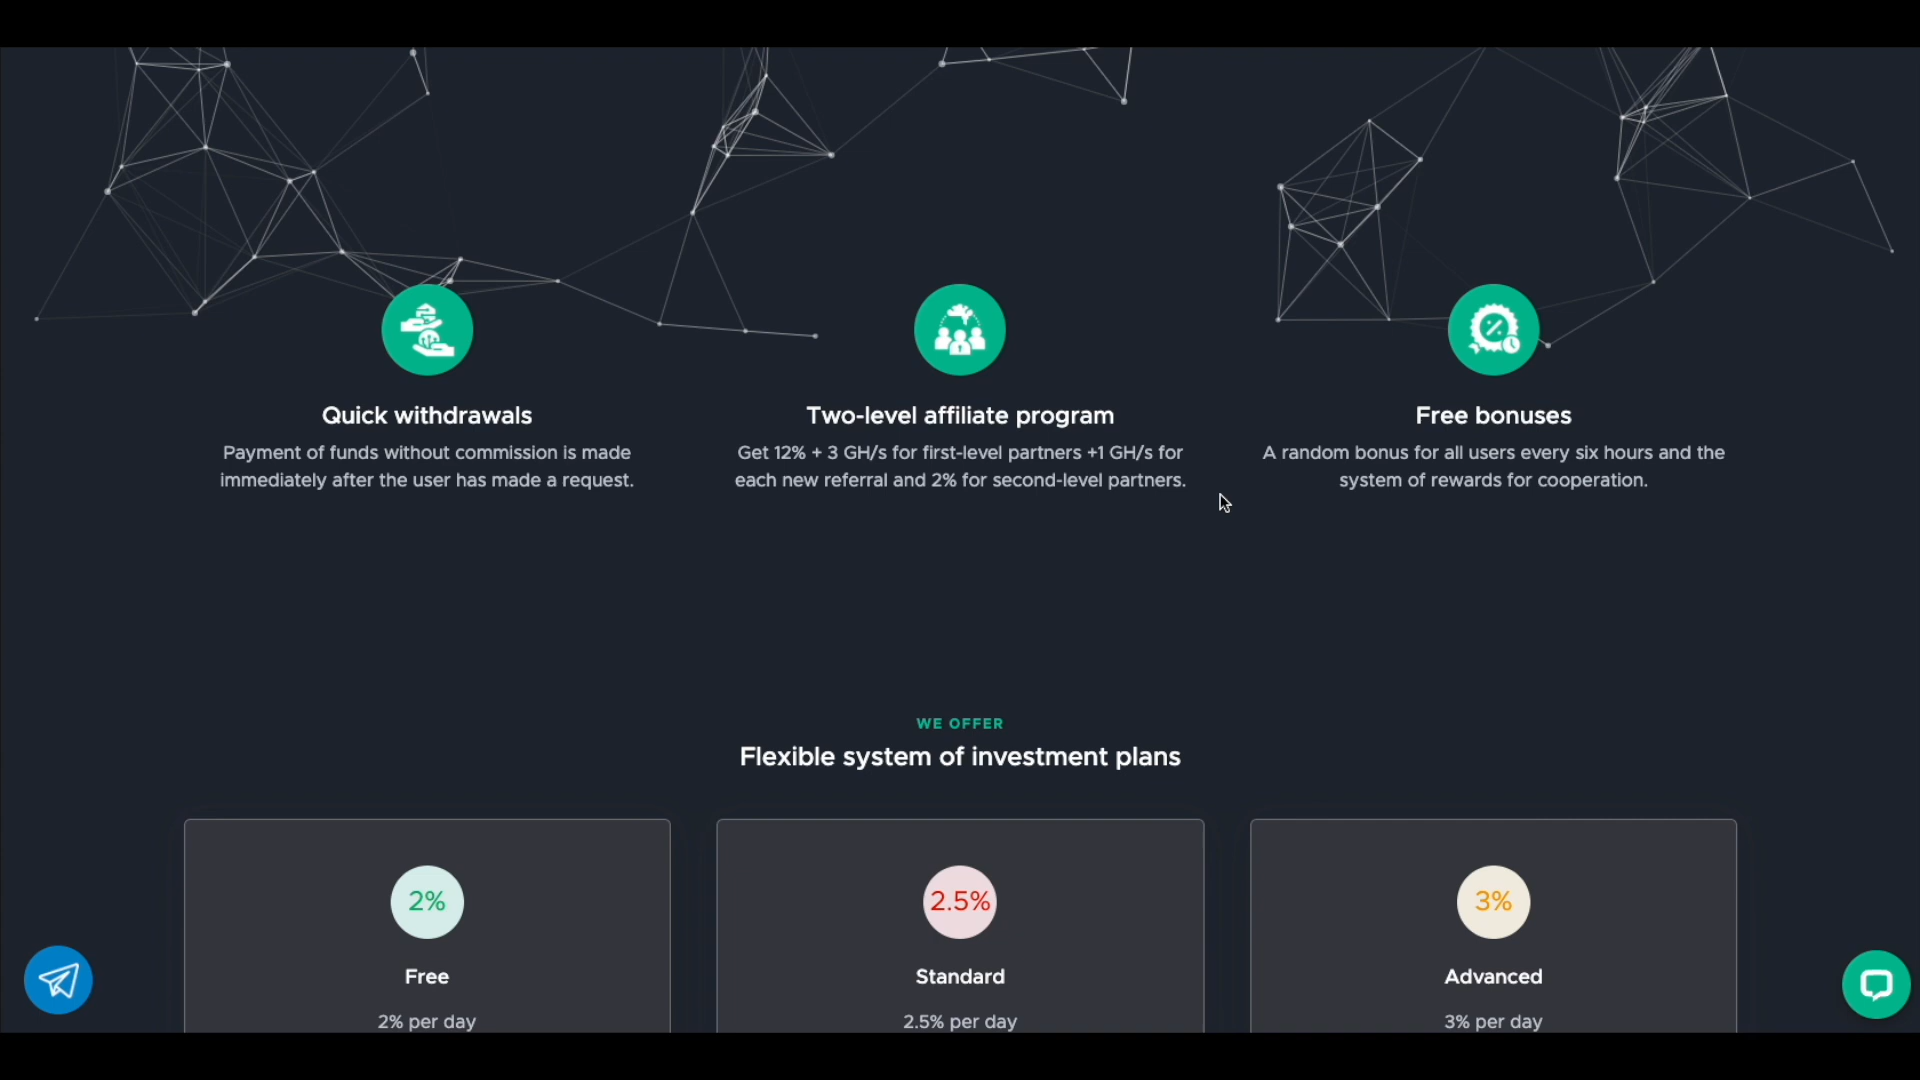 Quick withdrawals
Payment of funds without commission is made
immediately after the user has made a request.
Two-level affiliate program
Get 12% + 3 GH/s for first-level partners +1 GH/s for
each new referral and 2% for second-level partners.
Free bonuses
A random bonus for all users every six hours and the
system of rewards for cooperation.
WE OFFER
Flexible system of investment plans
2%
Free
2% per day
2.5%
Standard
2.5% per day
3%
Advanced
3% per day